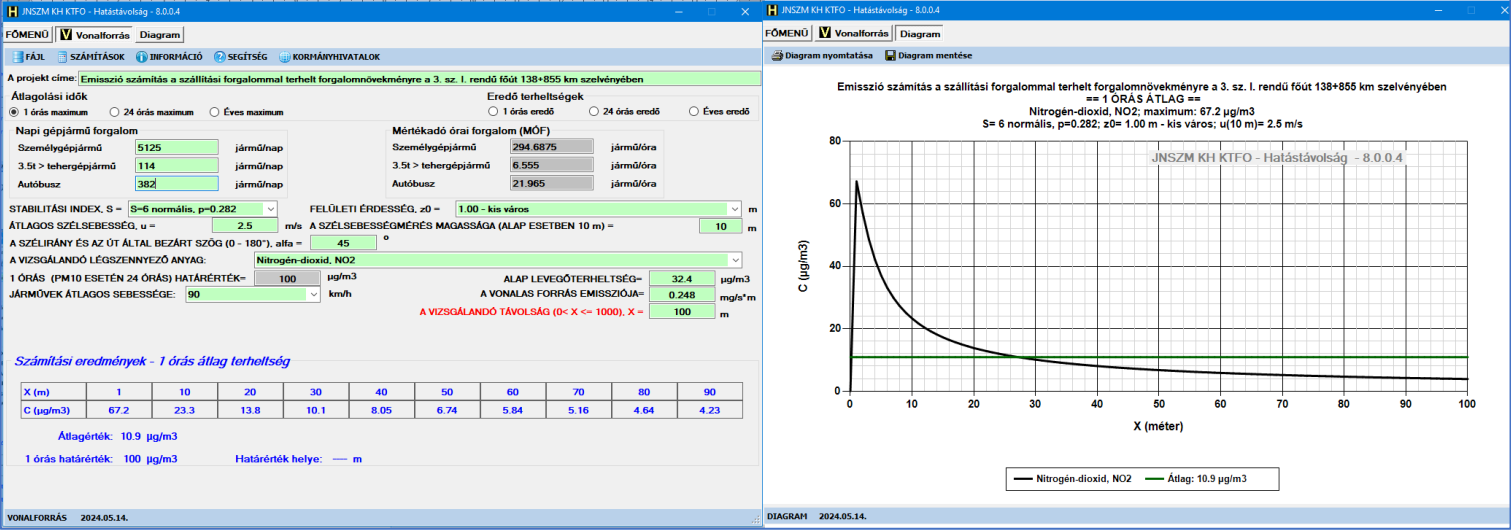 JNSZM KH KTFO - Hatástávolság - 8.0.0.4
FŐMENÜ Vonalforrás Diagram
FÁJL SZÁMÍTÁSOK INFORMÁCIÓ SEGÍTSÉG KORMÁNYHIVATALOK
A projekt címe: Emisszió számítás a szállítási forgalommal terhelt forgalomnövekményre a 3. sz. I. rendű főút 138+855 km szelvényében
Átlagolási idők Eredő terheltségek
1 órás maximum 24 órás maximum Éves maximum 1 órás eredő 24 órás eredő Éves eredő
Napi gépjármű forgalom Mértékadó órai forgalom (MÓF)
Személygépjármű 5125 jármű/nap Személygépjármű 294.6875 jármű/óra
3.5t > tehergépjármű 114 jármű/nap 3.5t > tehergépjármű 6.555 jármű/óra
Autóbusz 382 jármű/nap Autóbusz 21.965 jármű/óra
STABILITÁSI INDEX, S = S=6 normális, p=0.282 FELÜLETI ÉRDESSÉG, z0 = 1.00 - kis város m
ÁTLAGOS SZÉLSEBESSÉG, u = 2.5 m/s A SZÉLSEBESSÉGMÉRÉS MAGASSÁGA (ALAP ESETBEN 10 m) = 10 m
A SZÉLIRÁNY ÉS AZ ÚT ÁLTAL BEZÁRT SZÖG (0 - 180°), alfa = 45 °
A VIZSGÁLANDÓ LÉGSZENNYEZŐ ANYAG: Nitrogén-dioxid, NO2
1 ÓRÁS (PM10 ESETÉN 24 ÓRÁS) HATÁRÉRTÉK= 100 µg/m3 ALAP LEVEGŐTERHELTSÉG= 32.4 µg/m3
JÁRMŰVEK ÁTLAGOS SEBESSÉGE: 90 km/h A VONALAS FORRÁS EMISSZIÓJA= 0.248 mg/s*m
A VIZSGÁLANDÓ TÁVOLSÁG (0< X <= 1000), X = 100 m
Számítási eredmények - 1 órás átlag terheltség
X (m) 1 10 20 30 40 50 60 70 80 90
C (µg/m3) 67.2 23.3 13.8 10.1 8.05 6.74 5.84 5.16 4.64 4.23
Átlagérték: 10.9 µg/m3
1 órás határérték: 100 µg/m3 Határérték helye: ---- m
VONALFORRÁS 2024.05.14.
JNSZM KH KTFO - Hatástávolság - 8.0.0.4
FŐMENÜ Vonalforrás Diagram
Diagram nyomtatása Diagram mentése
Emisszió számítás a szállítási forgalommal terhelt forgalomnövekményre a 3. sz. I. rendű főút 138+855 km szelvényében
== 1 ÓRÁS ÁTLAG ==
Nitrogén-dioxid, NO2; maximum: 67.2 µg/m3
S= 6 normális, p=0.282; z0= 1.00 m - kis város; u(10 m)= 2.5 m/s
JNSZM KH KTFO - Hatástávolság - 8.0.0.4
80
60
40
20
0
C (µg/m3)
0 10 20 30 40 50 60 70 80 90 100
X (méter)
Nitrogén-dioxid, NO2 Átlag: 10.9 µg/m3
DIAGRAM 2024.05.14.